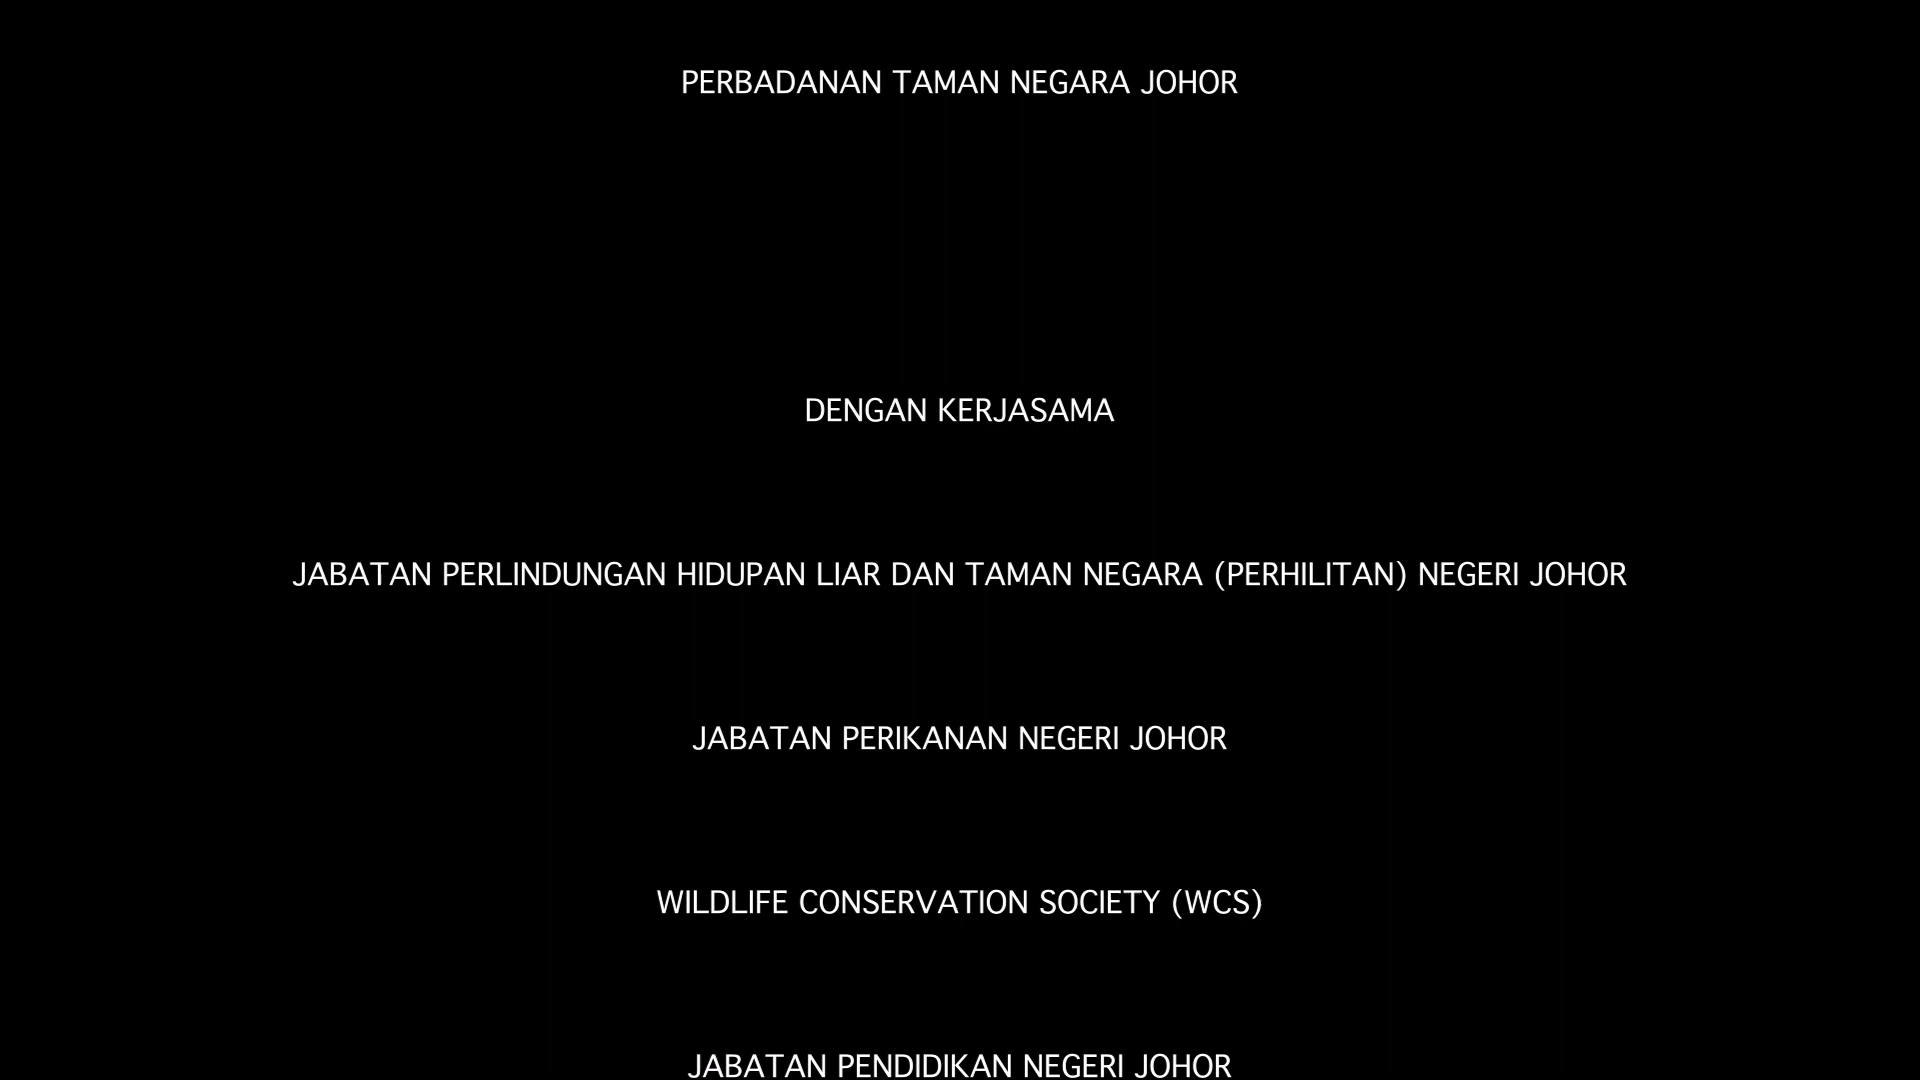 PERBADANAN TAMAN NEGARA JOHOR
DENGAN KERJASAMA
JABATAN PERLINDUNGAN HIDUPAN LIAR DAN TAMAN NEGARA (PERHILITAN) NEGERI JOHOR
JABATAN PERIKANAN NEGERI JOHOR
WILDLIFE CONSERVATION SOCIETY (WCS)
JABATAN PENDIDIKAN NEGERI JOHOR